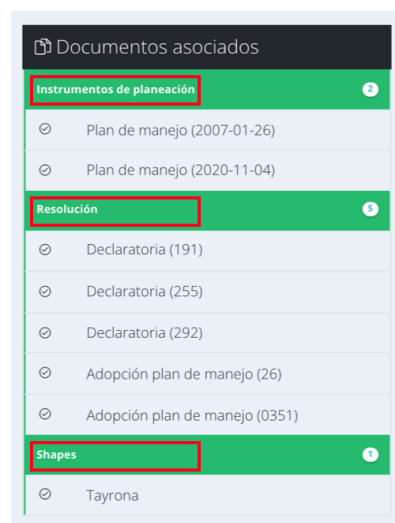 Documentos asociados
Instrumentos de planeación 2
Plan de manejo (2007-01-26)
Plan de manejo (2020-11-04)
Resolución 5
Declaratoria (191)
Declaratoria (255)
Declaratoria (292)
Adopción plan de manejo (26)
Adopción plan de manejo (0351)
Shapes 1
Tayrona